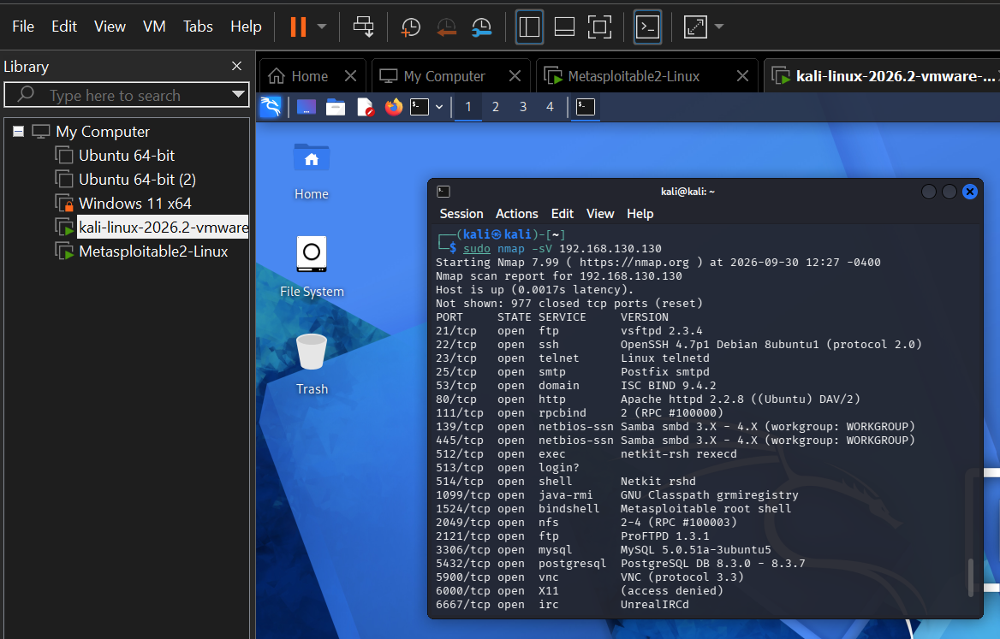 File Edit View VM Tabs Help
Library
Type here to search
My Computer
Ubuntu 64-bit
Ubuntu 64-bit (2)
Windows 11 x64
kali-linux-2026.2-vmware
Metasploitable2-Linux
Home My Computer Metasploitable2-Linux kali-linux-2026.2-vmware-...
1 2 3 4
Home
File System
Trash
kali@kali: ~
Session Actions Edit View Help
┌──(kali㉿kali)-[~]
└─$ sudo nmap -sV 192.168.130.130
Starting Nmap 7.99 ( https://nmap.org ) at 2026-09-30 12:27 -0400
Nmap scan report for 192.168.130.130
Host is up (0.0017s latency).
Not shown: 977 closed tcp ports (reset)
PORT STATE SERVICE VERSION
21/tcp open ftp vsftpd 2.3.4
22/tcp open ssh OpenSSH 4.7p1 Debian 8ubuntu1 (protocol 2.0)
23/tcp open telnet Linux telnetd
25/tcp open smtp Postfix smtpd
53/tcp open domain ISC BIND 9.4.2
80/tcp open http Apache httpd 2.2.8 ((Ubuntu) DAV/2)
111/tcp open rpcbind 2 (RPC #100000)
139/tcp open netbios-ssn Samba smbd 3.X - 4.X (workgroup: WORKGROUP)
445/tcp open netbios-ssn Samba smbd 3.X - 4.X (workgroup: WORKGROUP)
512/tcp open exec netkit-rsh rexecd
513/tcp open login?
514/tcp open shell Netkit rshd
1099/tcp open java-rmi GNU Classpath grmiregistry
1524/tcp open bindshell Metasploitable root shell
2049/tcp open nfs 2-4 (RPC #100003)
2121/tcp open ftp ProFTPD 1.3.1
3306/tcp open mysql MySQL 5.0.51a-3ubuntu5
5432/tcp open postgresql PostgreSQL DB 8.3.0 - 8.3.7
5900/tcp open vnc VNC (protocol 3.3)
6000/tcp open X11 (access denied)
6667/tcp open irc UnrealIRCd